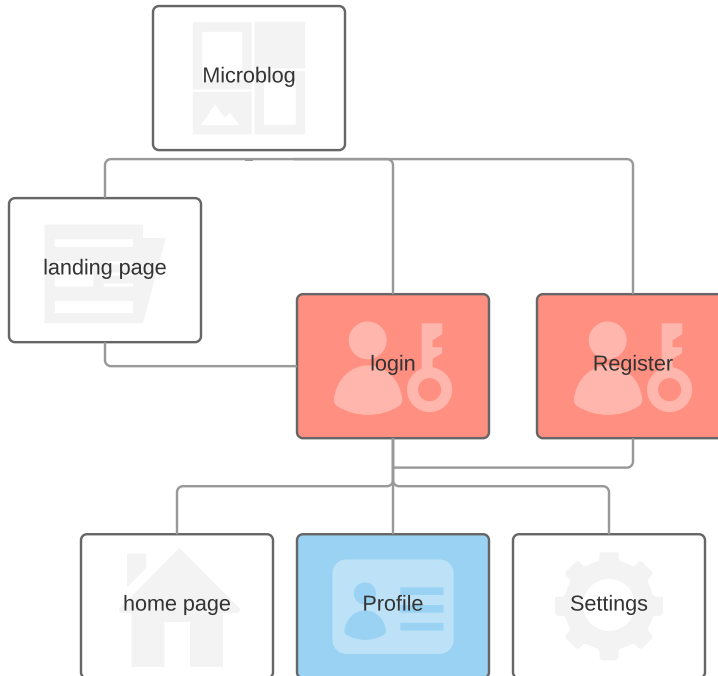 Microblog
landing page
login
Register
home page
Profile
Settings